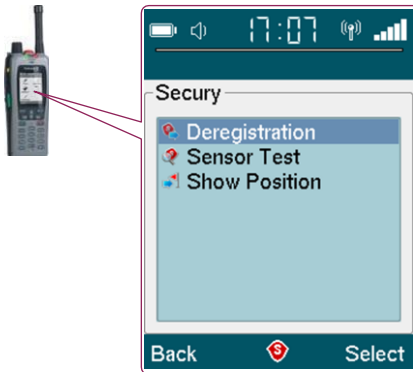 17:07
Secury
Deregistration
Sensor Test
Show Position
Back
S
Select